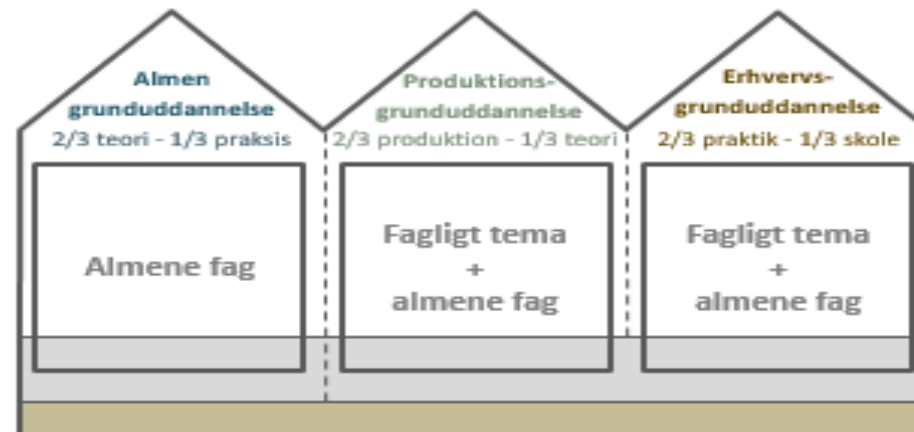 Almen
grunduddannelse
2/3 teori - 1/3 praksis
Almene fag
Produktions-
grunduddannelse
2/3 produktion - 1/3 teori
Fagligt tema
+
almene fag
Erhvervs-
grunduddannelse
2/3 praktik - 1/3 skole
Fagligt tema
+
almene fag